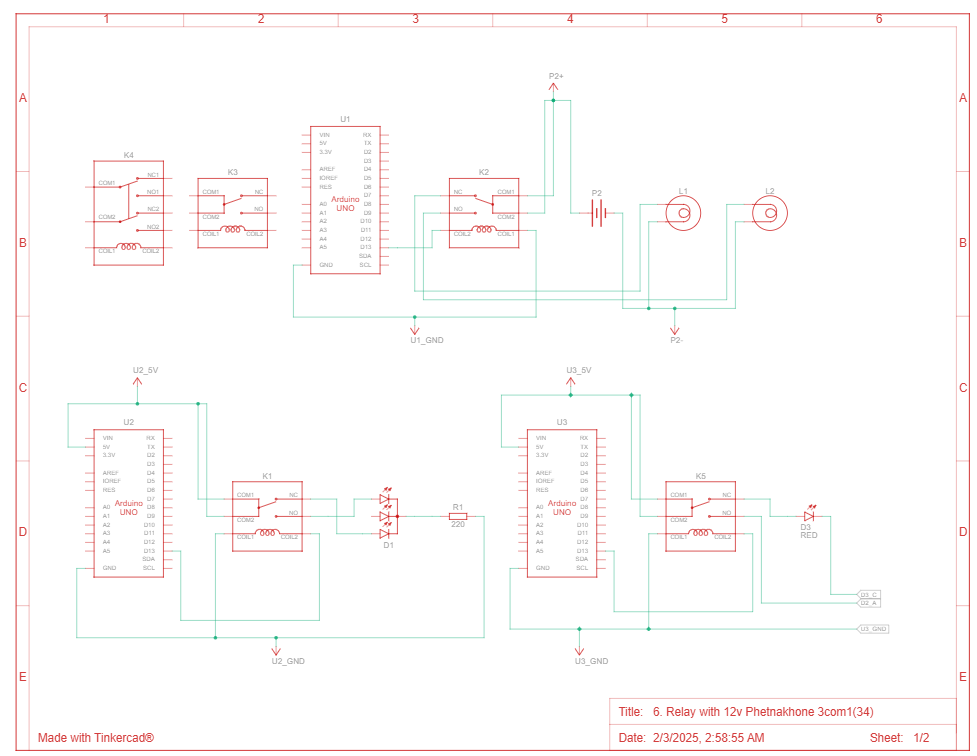 1 2 3 4 5 6
A A
B B
C C
D D
E E
P2+
U1
VIN RX
5V TX
3.3V D2
D3
AREF D4
IOREF D5
RES D6
D7
A0 D8
A1 D9
A2 D10
A3 D11
A4 D12
A5 D13
SDA
GND SCL
Arduino
UNO
K4
COM1 NC1
NO1
COM2 NC2
NO2
COIL1 COIL2
K3
COM1 NC
COM2 NO
COIL1 COIL2
K2
NC COM1
NO COM2
COIL2 COIL1
P2
L1
L2
U1_GND
P2-
U2_5V
U2
VIN RX
5V TX
3.3V D2
D3
AREF D4
IOREF D5
RES D6
D7
A0 D8
A1 D9
A2 D10
A3 D11
A4 D12
A5 D13
SDA
GND SCL
Arduino
UNO
K1
COM1 NC
COM2 NO
COIL1 COIL2
D1
R1
220
U2_GND
U3_5V
U3
VIN RX
5V TX
3.3V D2
D3
AREF D4
IOREF D5
RES D6
D7
A0 D8
A1 D9
A2 D10
A3 D11
A4 D12
A5 D13
SDA
GND SCL
Arduino
UNO
K5
COM1 NC
COM2 NO
COIL1 COIL2
D3
RED
D3_C
D2_A
U3_GND
U3_GND
Title: 6. Relay with 12v Phetnakhone 3com1(34)
Made with Tinkercad®
Date: 2/3/2025, 2:58:55 AM Sheet: 1/2